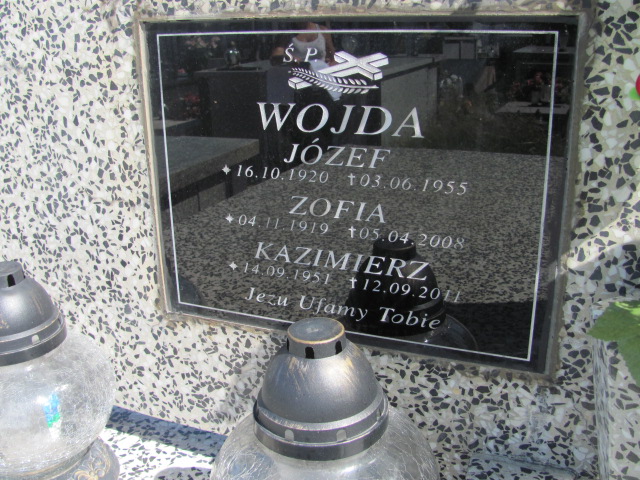 Ś.P.
WOJDA
JÓZEF
✦16.10.1920 ✝03.06.1955
ZOFIA
✦04.11.1919 ✝05.04.2008
KAZIMIERZ
✦14.09.1951 ✝12.09.2011
Jezu Ufamy Tobie